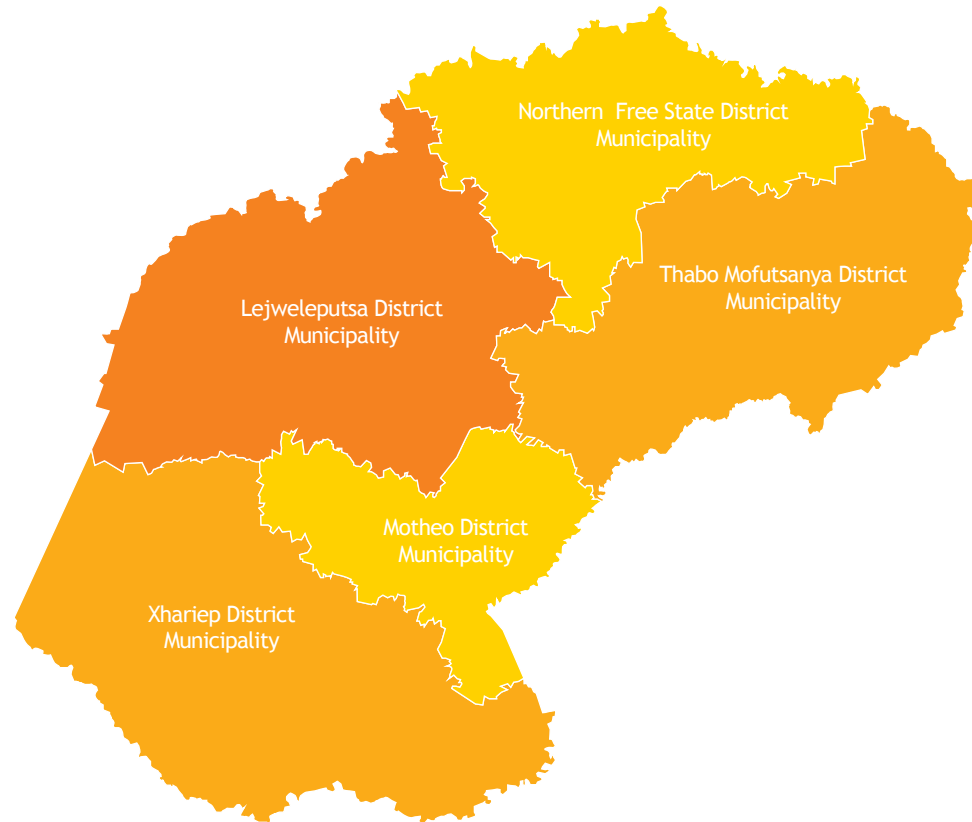 Northern Free State District
Municipality
Thabo Mofutsanya District
Municipality
Lejweleputsa District
Municipality
Motheo District
Municipality
Xhariep District
Municipality